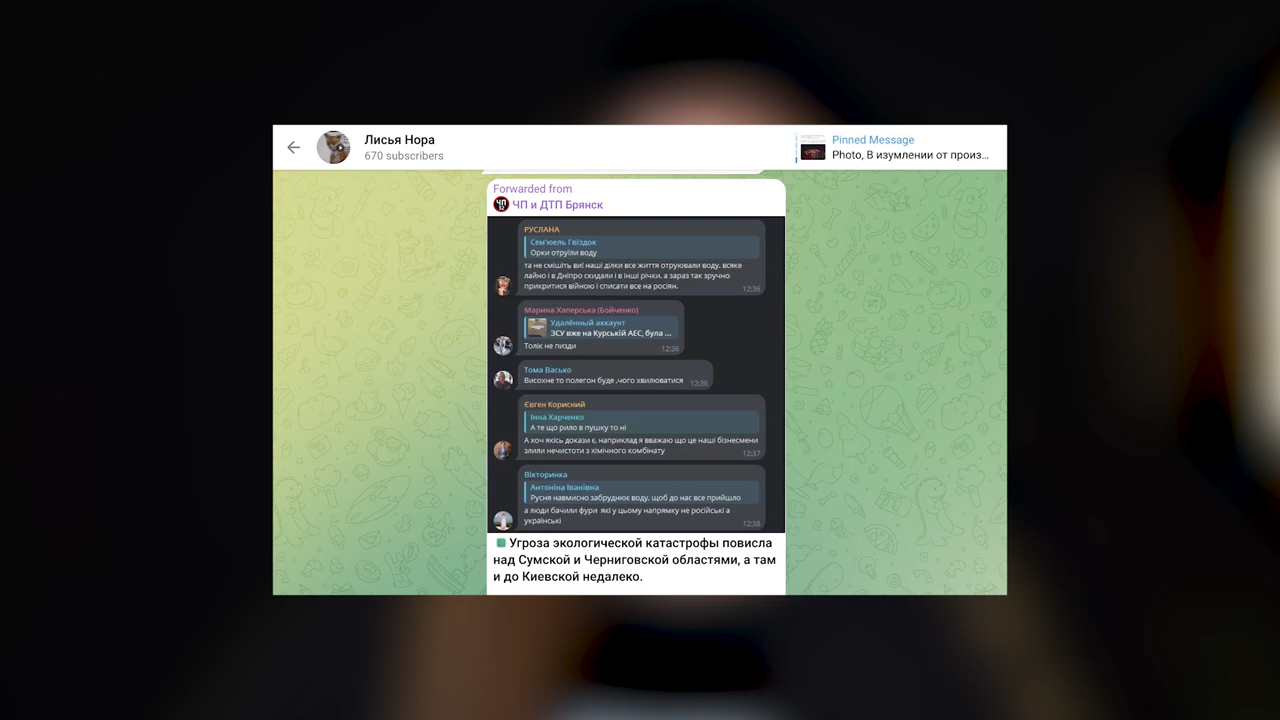 Лисья Нора
670 subscribers
Pinned Message
Photo, В изумлении от произ...
Forwarded from
ЧП и ДТП Брянск
РУСЛАНА
Сем'юель Гвіздок
Орки отруїли воду
та не смішіть виї наші ділки все життя отруювали воду. всяке
лайно і в Дніпро скидали і в інші річки, а зараз так зручно
прикритися війною і списати все на росіян.
12:36
Марина Хаперська (Бойченко)
Удалённый аккаунт
ЗСУ вже на Курській АЕС, була ...
Толік не пизди
12:36
Тома Васько
Висохне то полегон буде ,чого хвилюватися
12:36
Євген Корисний
Інна Харченко
А те що рило в пушку то ні
А хоч якісь докази є, наприклад я вважаю що це наші бізнесмени
злили нечистоти з хімічного комбінату
12:37
Вікторинка
Антоніна Іванівна
Русня навмисно забруднює воду, щоб до нас все прийшло
а люди бачили фури які у цьому напрямку не російські а
українські
12:38
Угроза экологической катастрофы повисла
над Сумской и Черниговской областями, а там
и до Киевской недалеко.